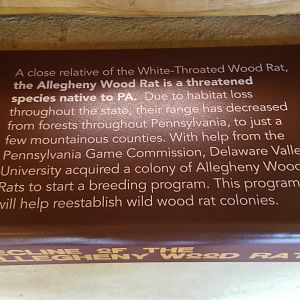 A close relative of the White-Throated Wood Rat,
the Allegheny Wood Rat is a threatened
species native to PA. Due to habitat loss
throughout the state, their range has decreased
from forests throughout Pennsylvania, to just a
few mountainous counties. With help from the
Pennsylvania Game Commission, Delaware Valle
University acquired a colony of Allegheny Wood
Rats to start a breeding program. This program
will help reestablish wild wood rat colonies.
OF THE
ALLEGHENY WOOD RAT